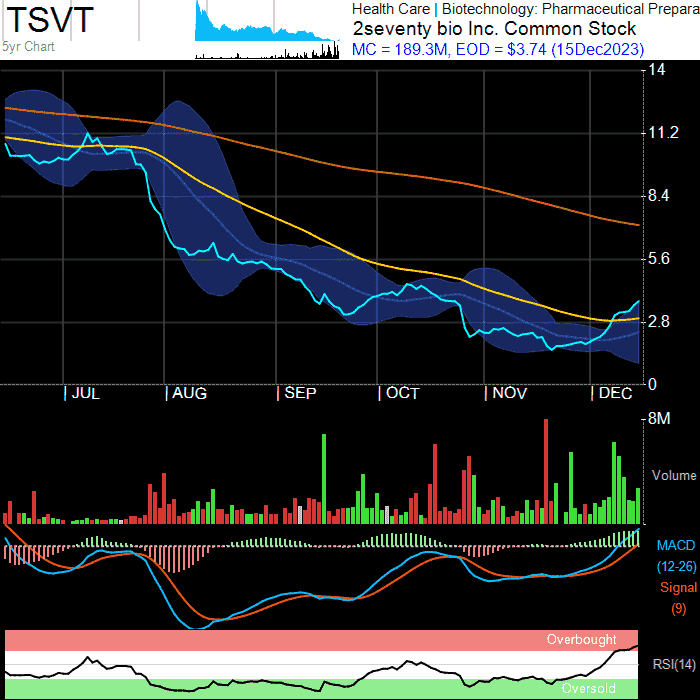 TSVT
5yr Chart
Health Care | Biotechnology: Pharmaceutical Prepara
2seventy bio Inc. Common Stock
MC = 189.3M, EOD = $3.74 (15Dec2023)
14
11.2
8.4
5.6
2.8
0
| JUL | AUG | SEP | OCT | NOV | DEC
8M
Volume
MACD
(12-26)
Signal
(9)
Overbought
RSI(14)
Oversold